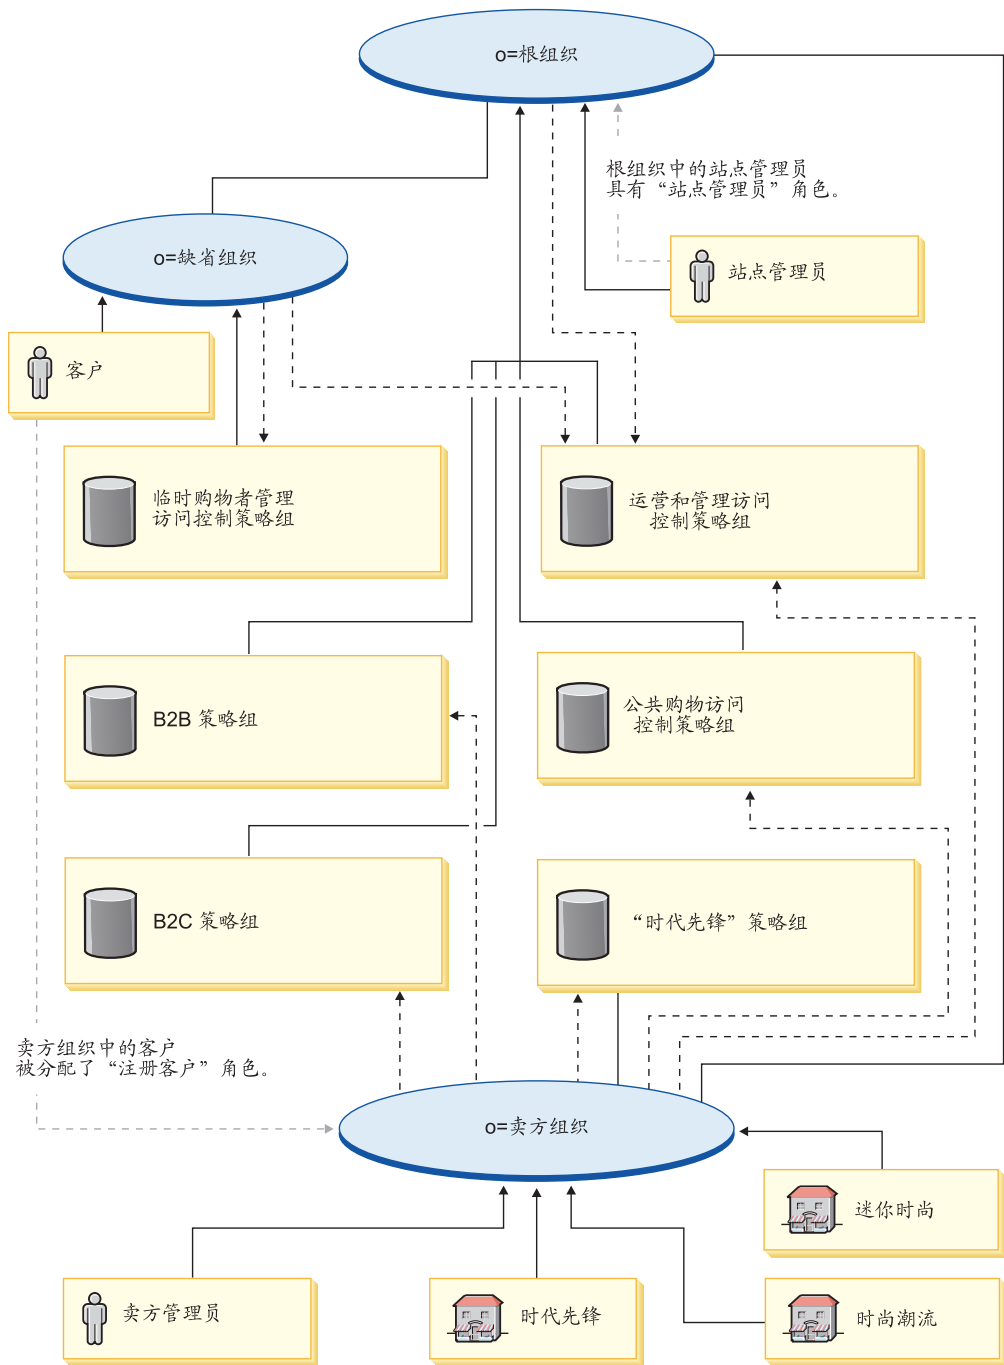 o=根组织
根组织中的站点管理员
具有“站点管理员”角色。
o=缺省组织
站点管理员
客户
临时购物者管理
访问控制策略组
运营和管理访问
控制策略组
B2B 策略组
公共购物访问
控制策略组
B2C 策略组
“时代先锋”策略组
卖方组织中的客户
被分配了“注册客户”角色。
o=卖方组织
迷你时尚
卖方管理员
时代先锋
时尚潮流